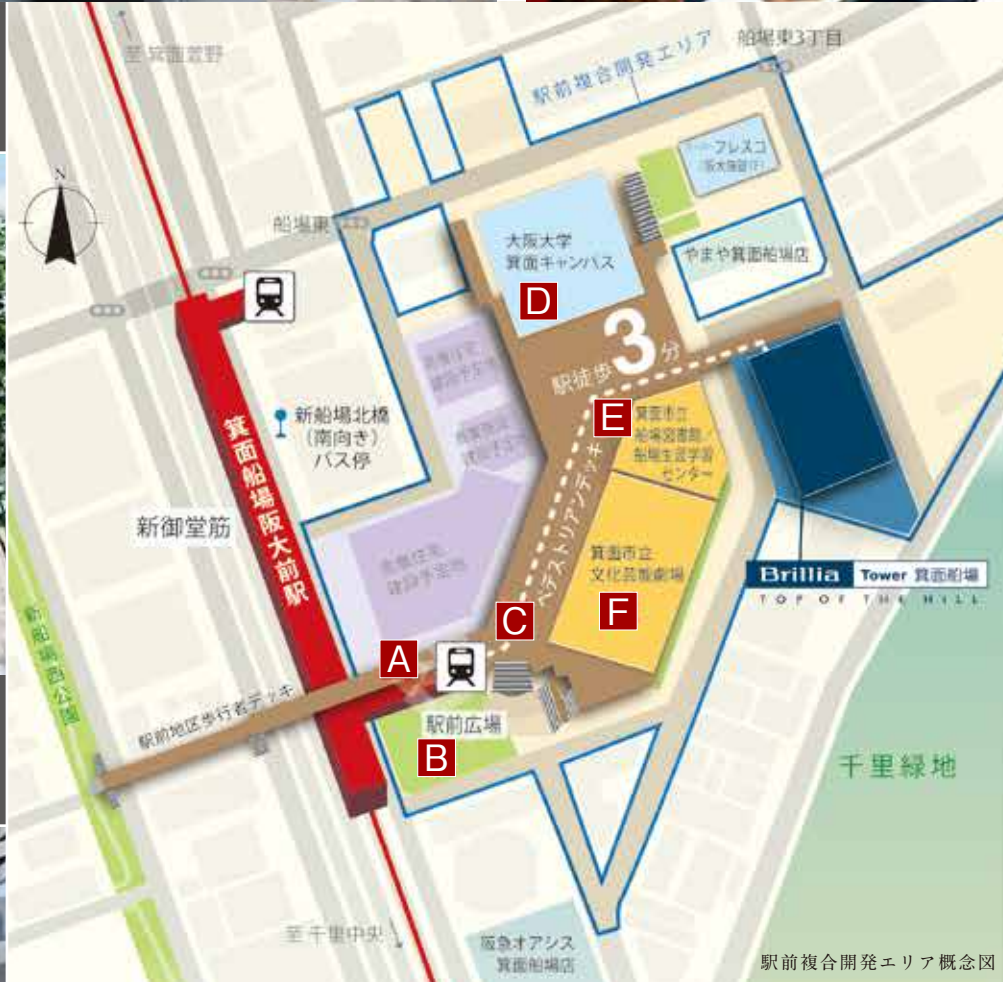 至 箕面萱野
駅前複合開発エリア
船場東3丁目
N
フレスコ
船場東
大阪大学
箕面キャンパス
D
やまや箕面船場店
駅徒歩3分
新船場北橋
(南向き)
バス停
箕面船場阪大前駅
新御堂筋
E
箕面市立
船場図書館/
船場生涯学習
センター
ペデストリアンデッキ
箕面市立
文化芸能劇場
F
Brillia Tower 箕面船場
TOP OF THE HILL
建設予定地
C
A
駅前地区歩行者デッキ
駅前広場
B
新船場西公園
千里緑地
至 千里中央
阪急オアシス
箕面船場店
駅前複合開発エリア概念図